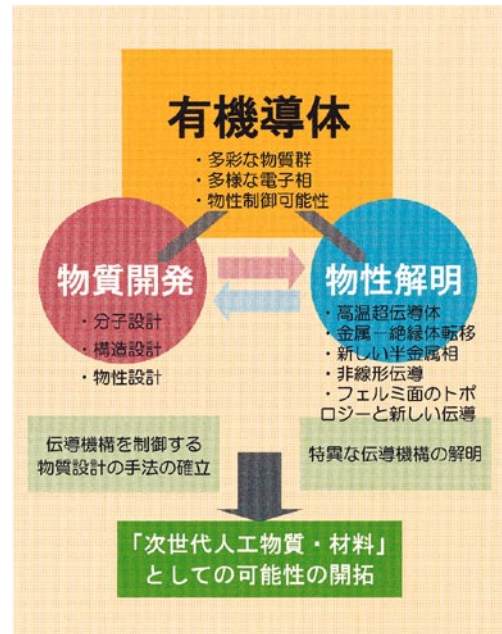 有機導体
・多彩な物質群
・多様な電子相
・物性制御可能性
物質開発
・分子設計
・構造設計
・物性設計
物性解明
・高温超伝導体
・金属－絶縁体転移
・新しい半金属相
・非線形伝導
・フェルミ面のトポ
ロジーと新しい伝導
伝導機構を制御する
物質設計の手法の確立
特異な伝導機構の解明
「次世代人工物質・材料」
としての可能性の開拓